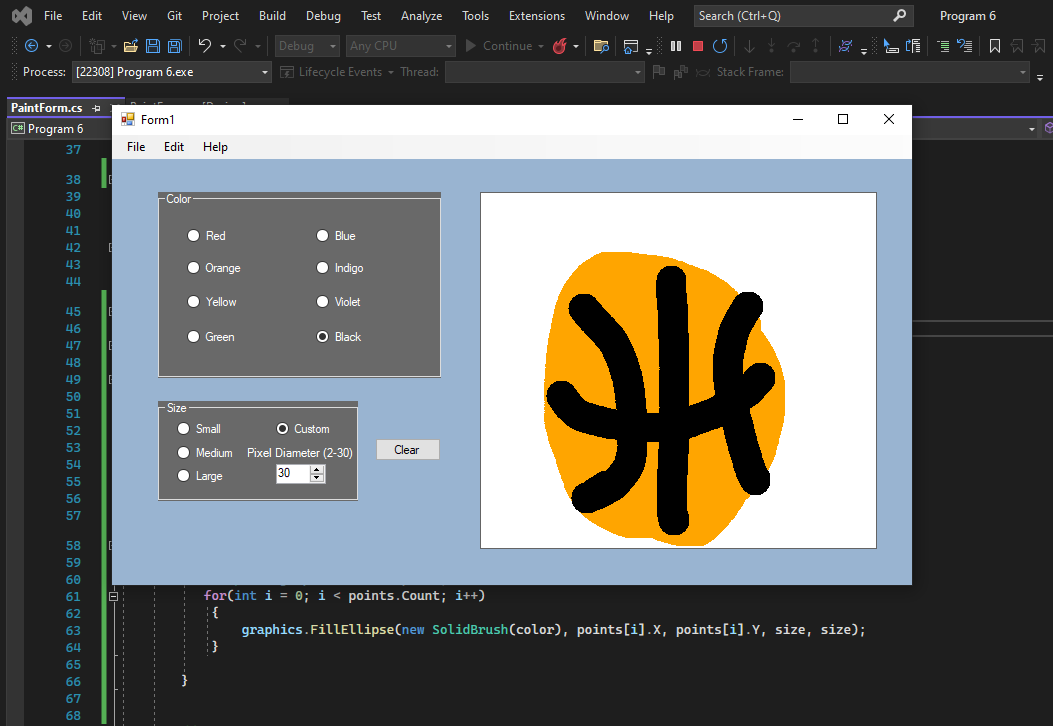 File Edit View Git Project Build Debug Test Analyze Tools Extensions Window Help Search (Ctrl+Q) Program 6
Debug Any CPU Continue
Process: [22308] Program 6.exe Lifecycle Events Thread: Stack Frame:
PaintForm.cs
C# Program 6
Form1
File Edit Help
Color
Red Blue
Orange Indigo
Yellow Violet
Green Black
Size
Small Custom
Medium Pixel Diameter (2-30)
Large 30
Clear
37
38
39
40
41
42
43
44
45
46
47
48
49
50
51
52
53
54
55
56
57
58
59
60
61 for(int i = 0; i < points.Count; i++)
62 {
63 graphics.FillEllipse(new SolidBrush(color), points[i].X, points[i].Y, size, size);
64 }
65
66 }
67
68